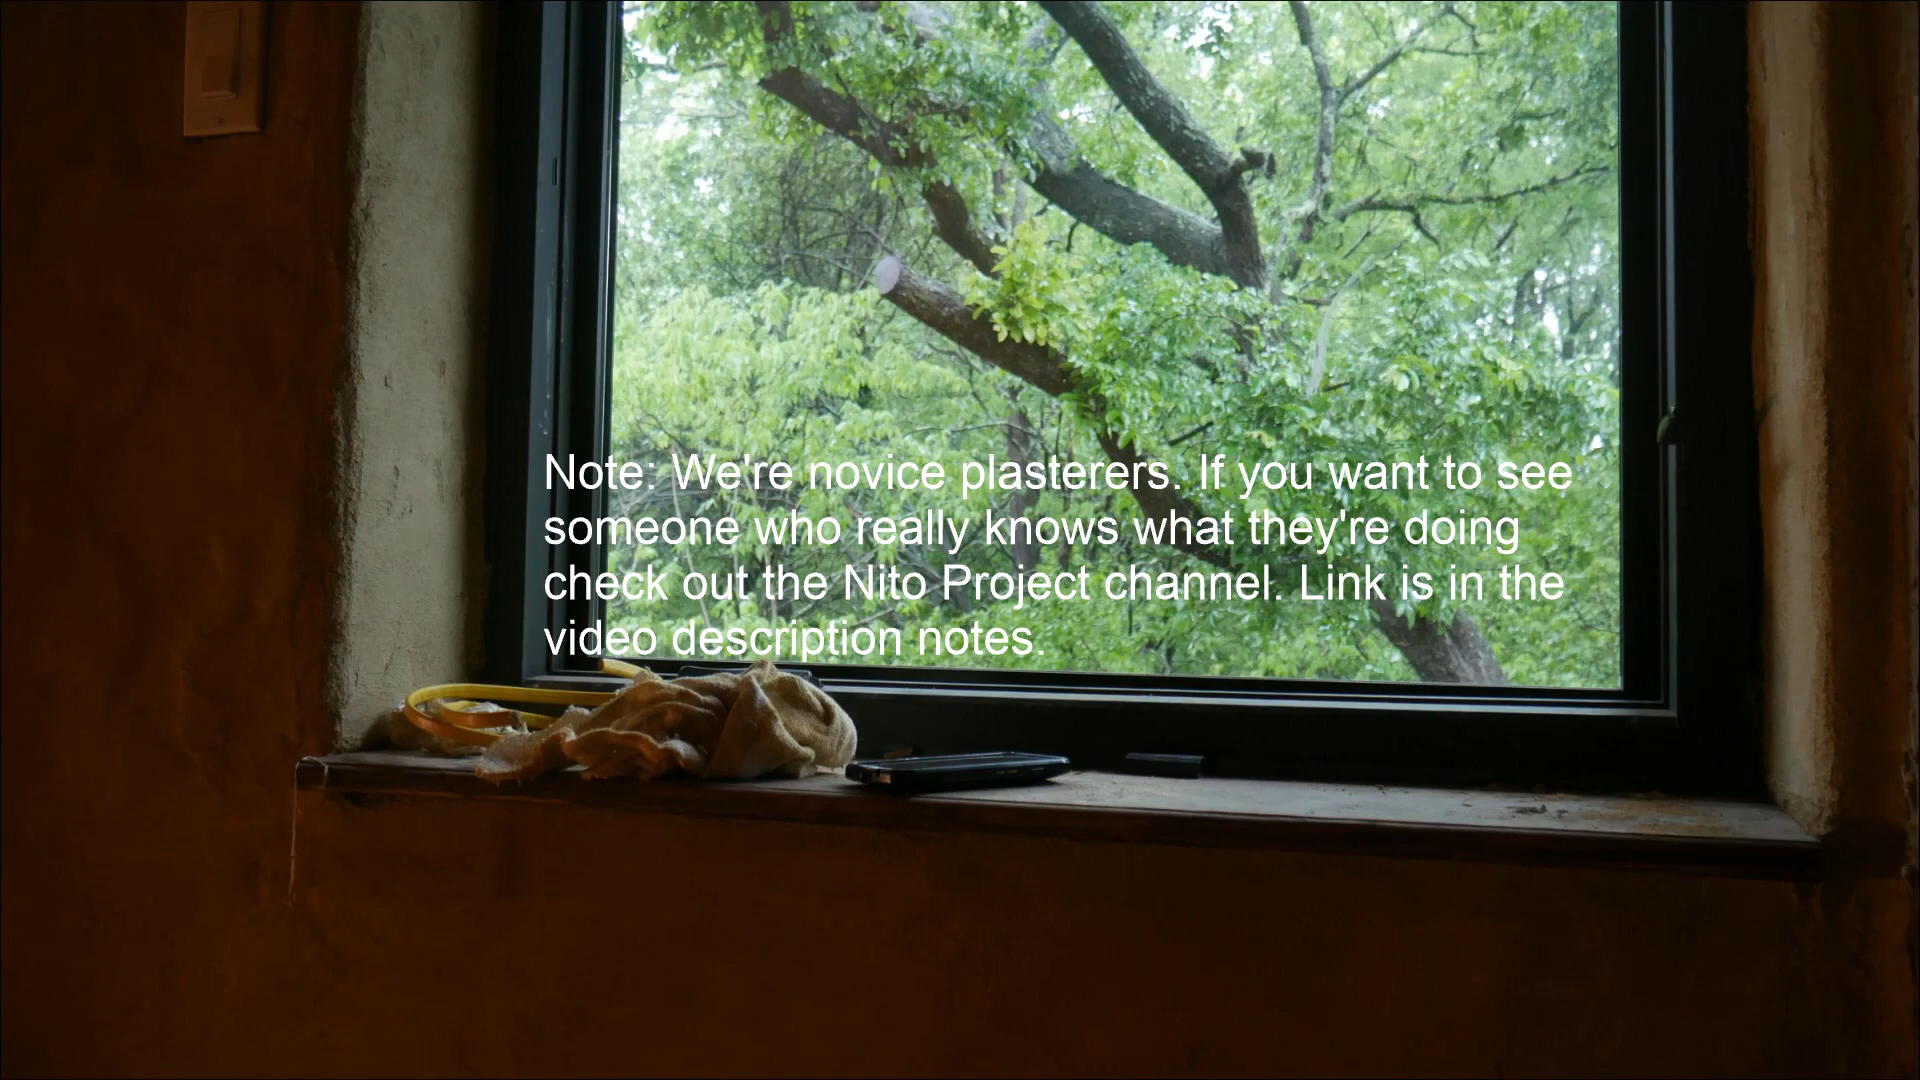 Note: We're novice plasterers. If you want to see
someone who really knows what they're doing
check out the Nito Project channel. Link is in the
video description notes.